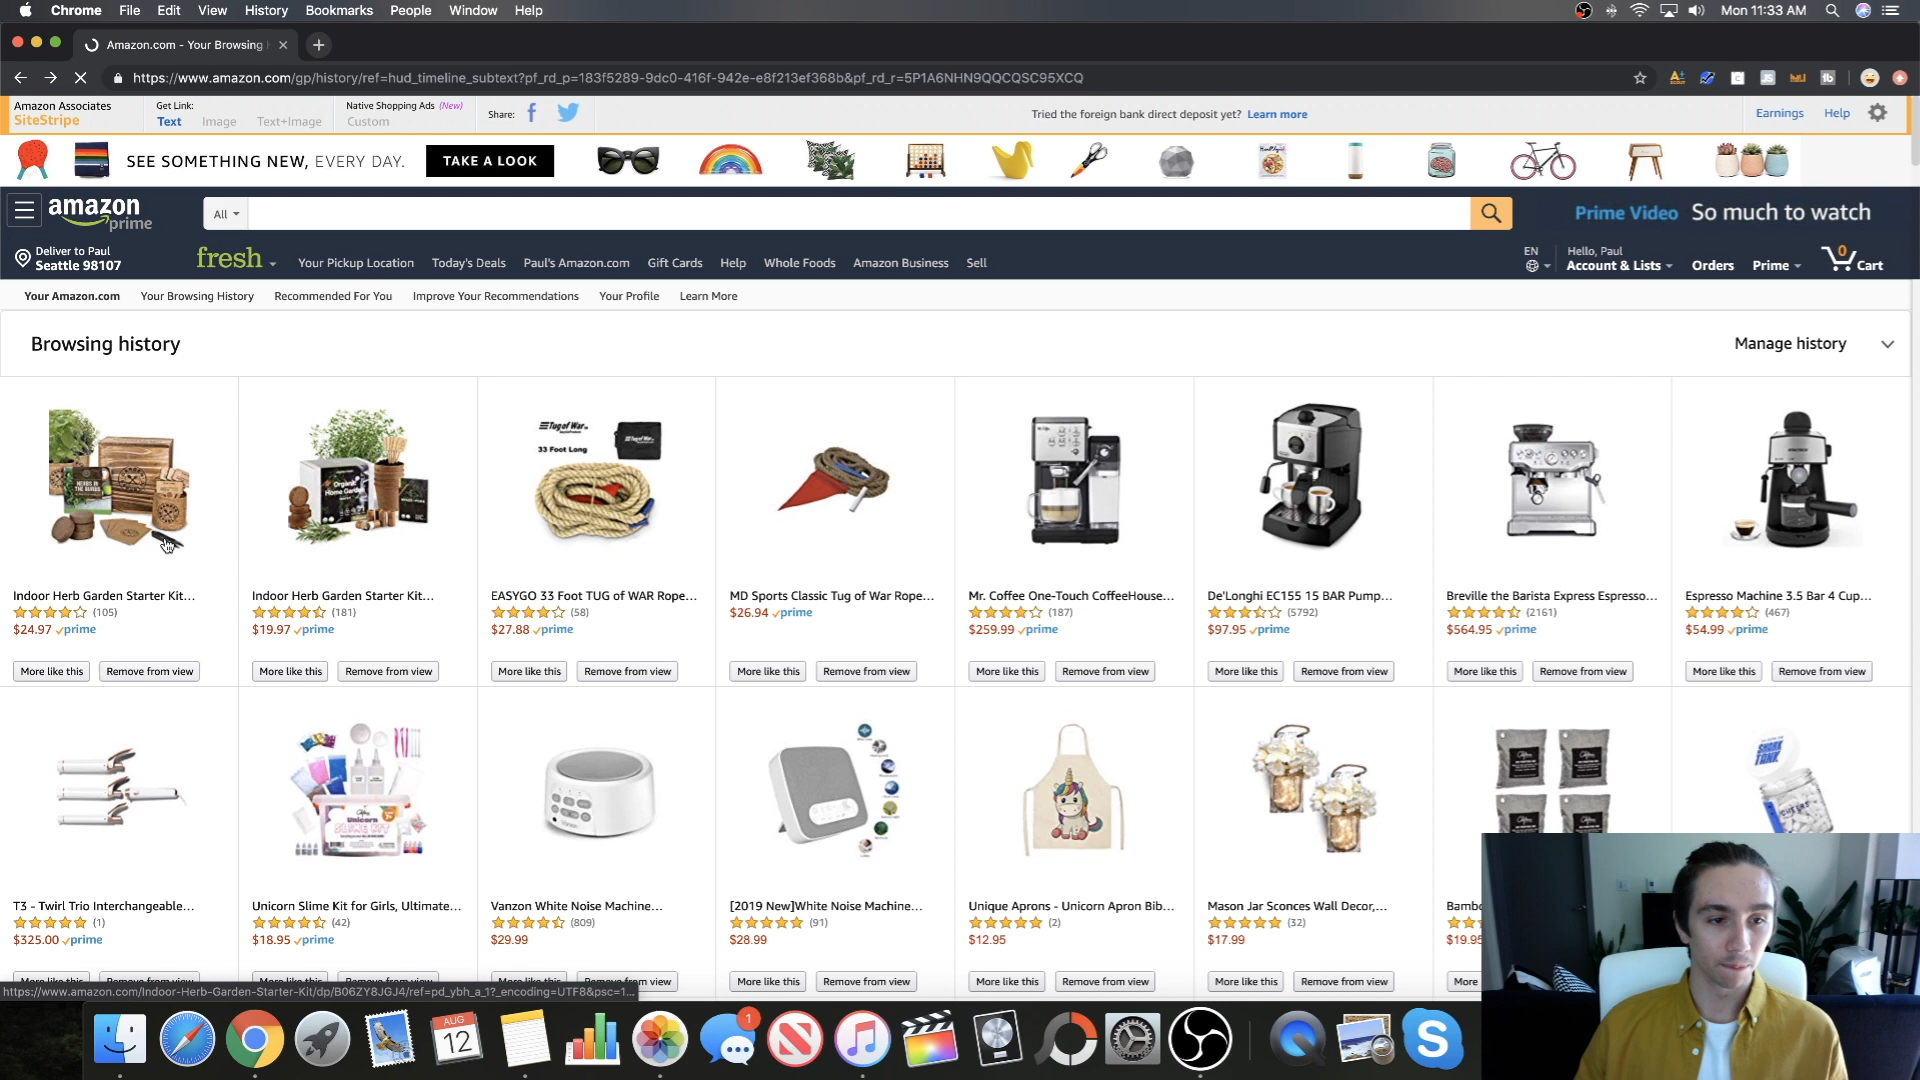 Chrome File Edit View History Bookmarks People Window Help Mon 11:33 AM
Amazon.com - Your Browsing
https://www.amazon.com/gp/history/ref=hud_timeline_subtext?pf_rd_p=183f5289-9dc0-416f-942e-e8f213ef368b&pf_rd_r=5P1A6NHN9QQCQSC95XCQ
Amazon Associates Get Link: Native Shopping Ads (New) Share: Tried the foreign bank direct deposit yet? Learn more Earnings Help
SiteStripe Text Image Text+Image Custom
SEE SOMETHING NEW, EVERY DAY. TAKE A LOOK
amazon prime All Prime Video So much to watch
Deliver to Paul EN Hello, Paul 0
Seattle 98107 fresh Your Pickup Location Today's Deals Paul's Amazon.com Gift Cards Help Whole Foods Amazon Business Sell Account & Lists Orders Prime Cart
Your Amazon.com Your Browsing History Recommended For You Improve Your Recommendations Your Profile Learn More
Browsing history Manage history
Tug of War
33 Foot Long
Organic
Home Garden
Indoor Herb Garden Starter Kit... Indoor Herb Garden Starter Kit... EASYGO 33 Foot TUG of WAR Rope... MD Sports Classic Tug of War Rope... Mr. Coffee One-Touch CoffeeHouse... De'Longhi EC155 15 BAR Pump... Breville the Barista Express Espresso... Espresso Machine 3.5 Bar 4 Cup...
(105) (181) (58) $26.94 prime (187) (5792) (2161) (467)
$24.97 prime $19.97 prime $27.88 prime $259.99 prime $97.95 prime $564.95 prime $54.99 prime
More like this Remove from view More like this Remove from view More like this Remove from view More like this Remove from view More like this Remove from view More like this Remove from view More like this Remove from view More like this Remove from view
SHARK
TANK
Unicorn
SLIME KIT
T3 - Twirl Trio Interchangeable... Unicorn Slime Kit for Girls, Ultimate... Vanzon White Noise Machine... [2019 New]White Noise Machine... Unique Aprons - Unicorn Apron Bib... Mason Jar Sconces Wall Decor,... Bambo
(1) (42) (809) (91) (2) (32)
$325.00 prime $18.95 prime $29.99 $28.99 $12.95 $17.99 $19.95
More like this Remove from view More like this Remove from view More like this Remove from view More like this Remove from view More like this Remove from view More like this Remove from view More
https://www.amazon.com/Indoor-Herb-Garden-Starter-Kit/dp/B06ZY8JGJ4/ref=pd_ybh_a_1?_encoding=UTF8&psc=1...
AUG
12
1